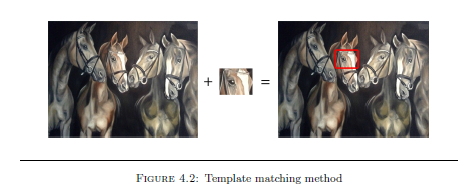 + =
Figure 4.2: Template matching method